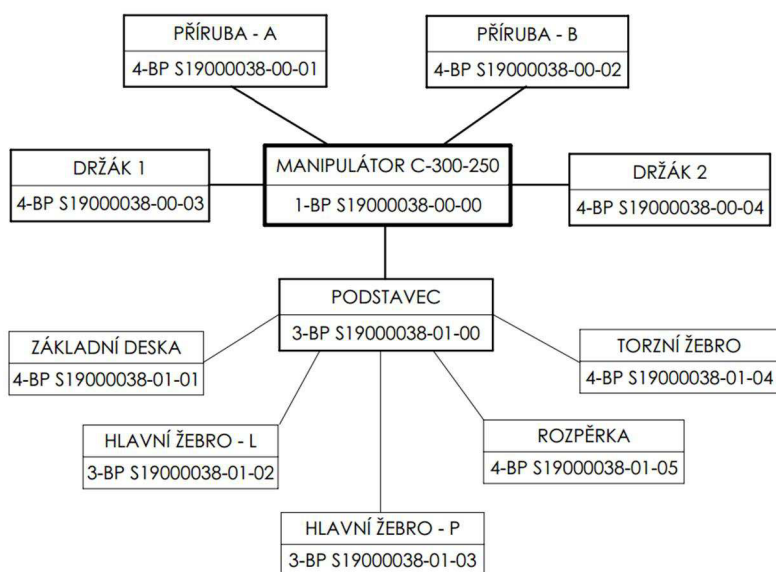 PŘÍRUBA - A
4-BP S19000038-00-01
PŘÍRUBA - B
4-BP S19000038-00-02
DRŽÁK 1
4-BP S19000038-00-03
MANIPULÁTOR C-300-250
1-BP S19000038-00-00
DRŽÁK 2
4-BP S19000038-00-04
PODSTAVEC
3-BP S19000038-01-00
ZÁKLADNÍ DESKA
4-BP S19000038-01-01
TORZNÍ ŽEBRO
4-BP S19000038-01-04
HLAVNÍ ŽEBRO - L
3-BP S19000038-01-02
ROZPĚRKA
4-BP S19000038-01-05
HLAVNÍ ŽEBRO - P
3-BP S19000038-01-03